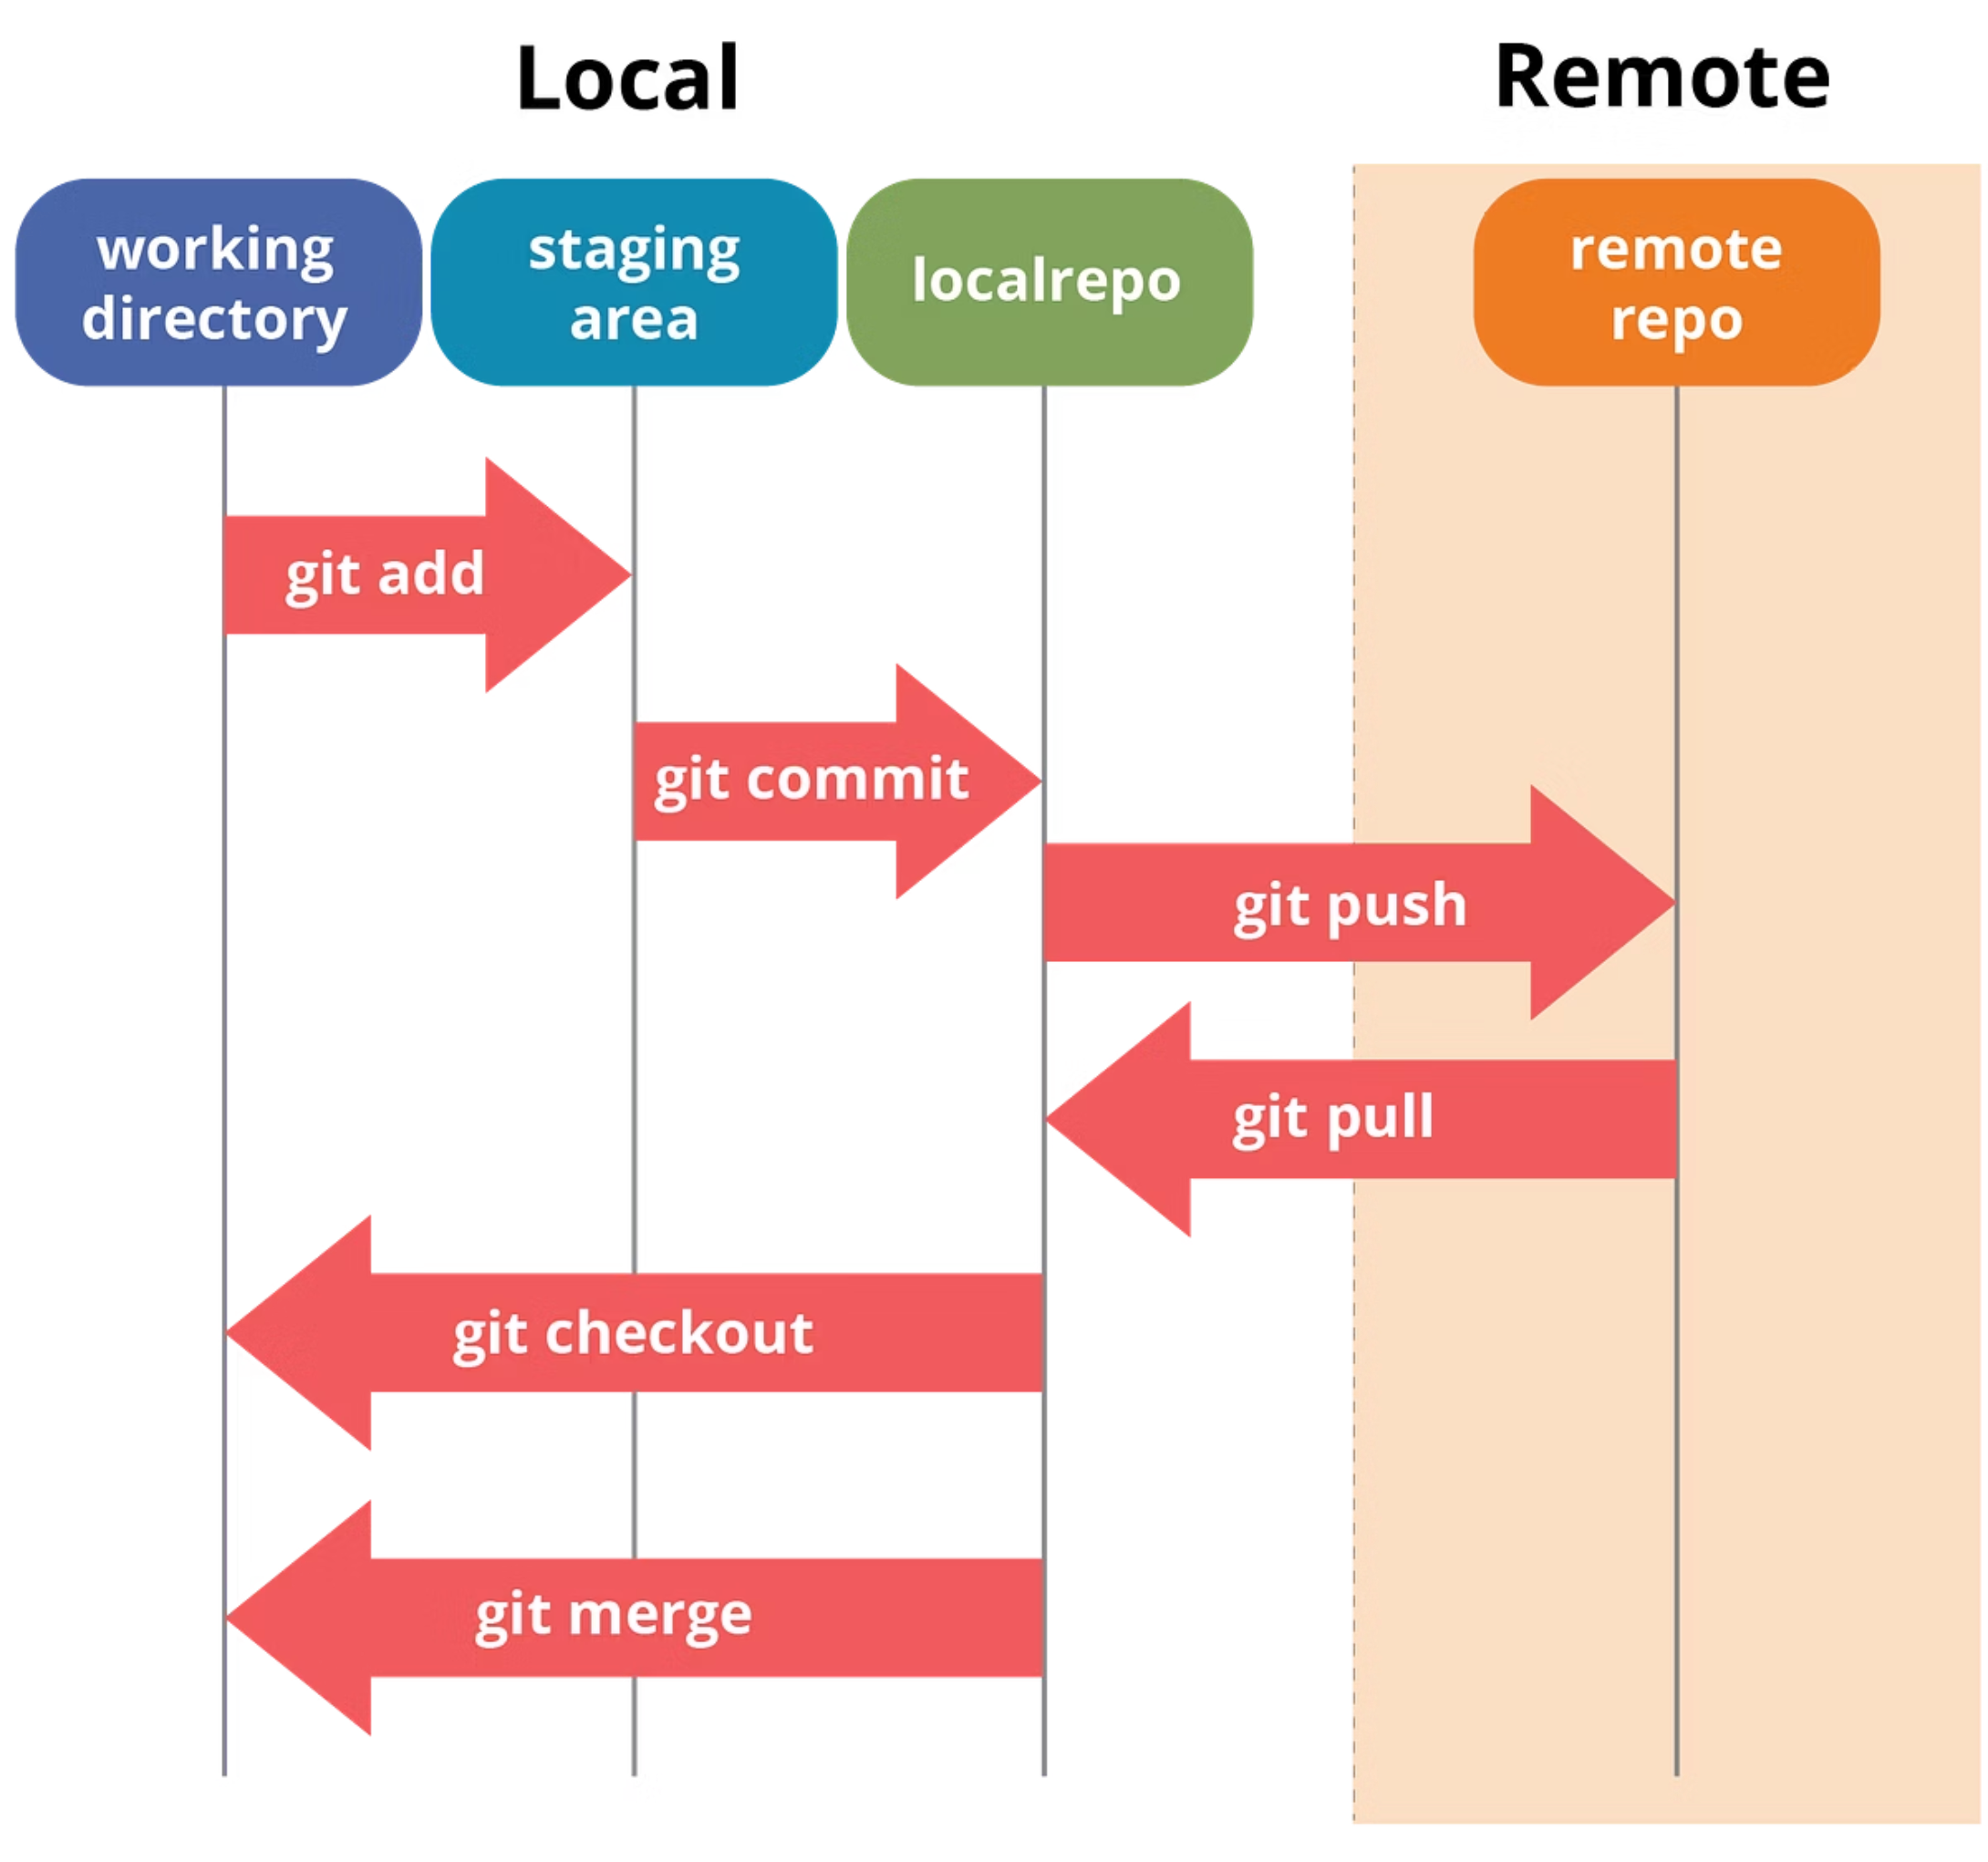 Local
Remote
working
directory
staging
area
localrepo
remote
repo
git add
git commit
git push
git pull
git checkout
git merge